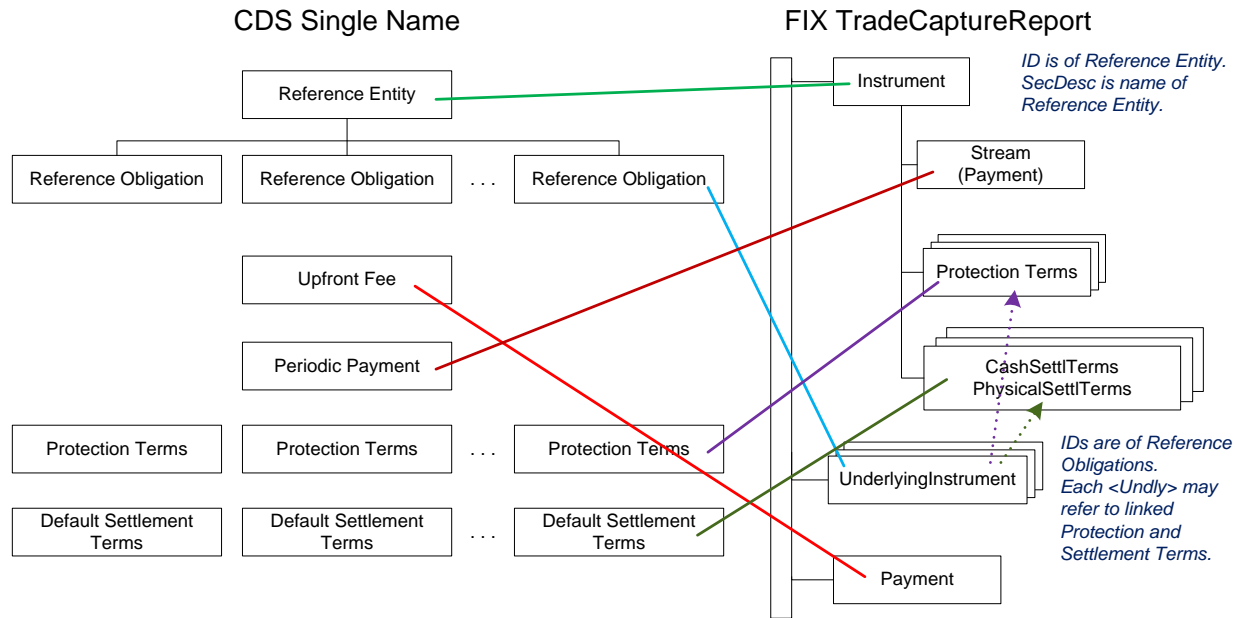 CDS Single Name
FIX TradeCaptureReport
Reference Entity
Reference Obligation
Reference Obligation
. . .
Reference Obligation
Upfront Fee
Periodic Payment
Protection Terms
Protection Terms
. . .
Protection Terms
Default Settlement
Terms
Default Settlement
Terms
. . .
Default Settlement
Terms
Instrument
ID is of Reference Entity.
SecDesc is name of
Reference Entity.
Stream
(Payment)
Protection Terms
CashSettlTerms
PhysicalSettlTerms
UnderlyingInstrument
IDs are of Reference
Obligations.
Each <Undly> may
refer to linked
Protection and
Settlement Terms.
Payment